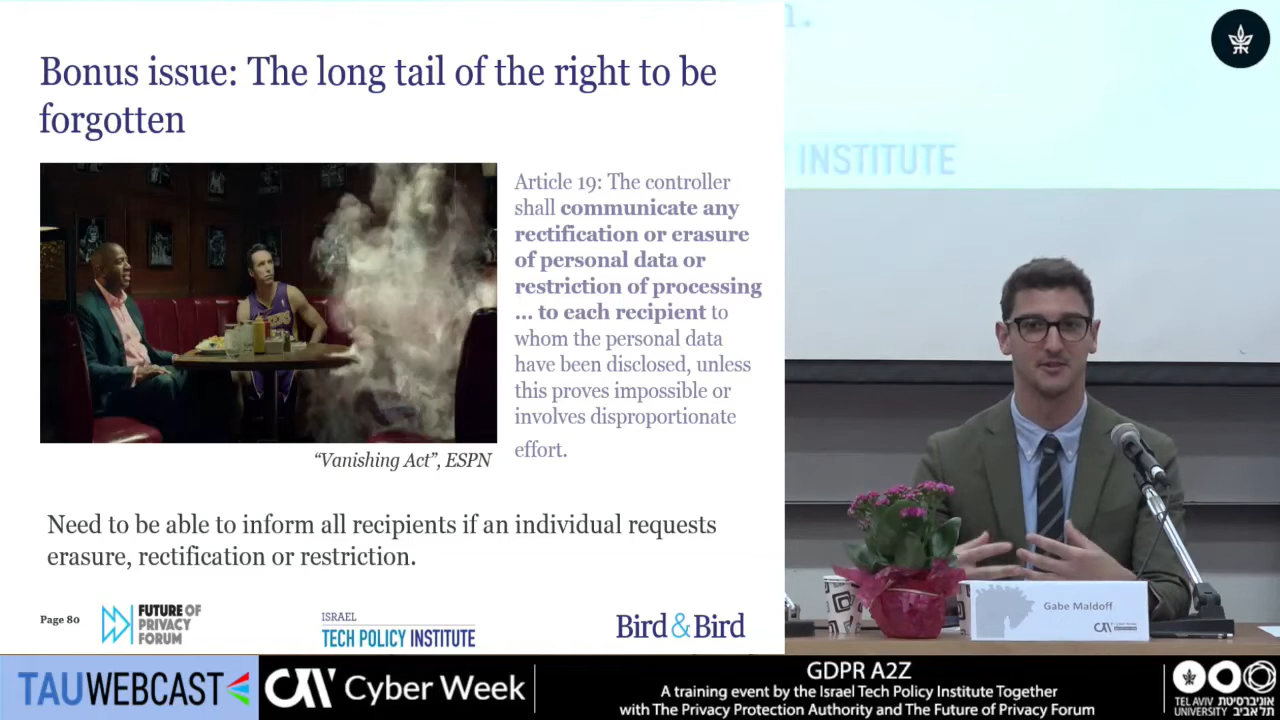 Bonus issue: The long tail of the right to be
forgotten
Article 19: The controller
shall communicate any
rectification or erasure
of personal data or
restriction of processing
… to each recipient to
whom the personal data
have been disclosed, unless
this proves impossible or
involves disproportionate
effort.
“Vanishing Act”, ESPN
Need to be able to inform all recipients if an individual requests
erasure, rectification or restriction.
Page 80
FUTURE OF
PRIVACY
FORUM
ISRAEL
TECH POLICY INSTITUTE
Bird & Bird
INSTITUTE
Gabe Maldoff
TAUWEBCAST
Cyber Week
GDPR A2Z
A training event by the Israel Tech Policy Institute Together
with The Privacy Protection Authority and The Future of Privacy Forum
TEL AVIV אוניברסיטת
UNIVERSITY תל אביב